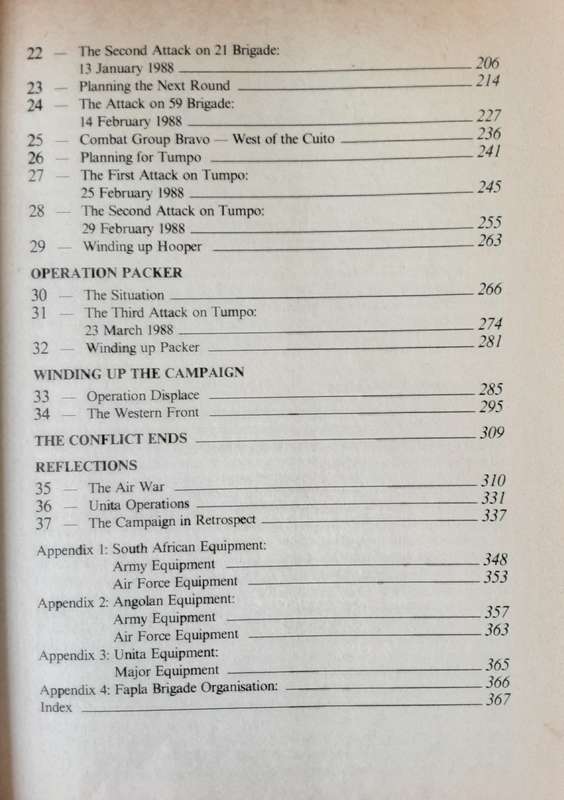 22 — The Second Attack on 21 Brigade:
13 January 1988 206
23 — Planning the Next Round 214
24 — The Attack on 59 Brigade:
14 February 1988 227
25 — Combat Group Bravo — West of the Cuito 236
26 — Planning for Tumpo 241
27 — The First Attack on Tumpo:
25 February 1988 245
28 — The Second Attack on Tumpo:
29 February 1988 255
29 — Winding up Hooper 263
OPERATION PACKER
30 — The Situation 266
31 — The Third Attack on Tumpo:
23 March 1988 274
32 — Winding up Packer 281
WINDING UP THE CAMPAIGN
33 — Operation Displace 285
34 — The Western Front 295
THE CONFLICT ENDS 309
REFLECTIONS
35 — The Air War 310
36 — Unita Operations 331
37 — The Campaign in Retrospect 337
Appendix 1: South African Equipment:
Army Equipment 348
Air Force Equipment 353
Appendix 2: Angolan Equipment:
Army Equipment 357
Air Force Equipment 363
Appendix 3: Unita Equipment:
Major Equipment 365
Appendix 4: Fapla Brigade Organisation: 366
Index 367